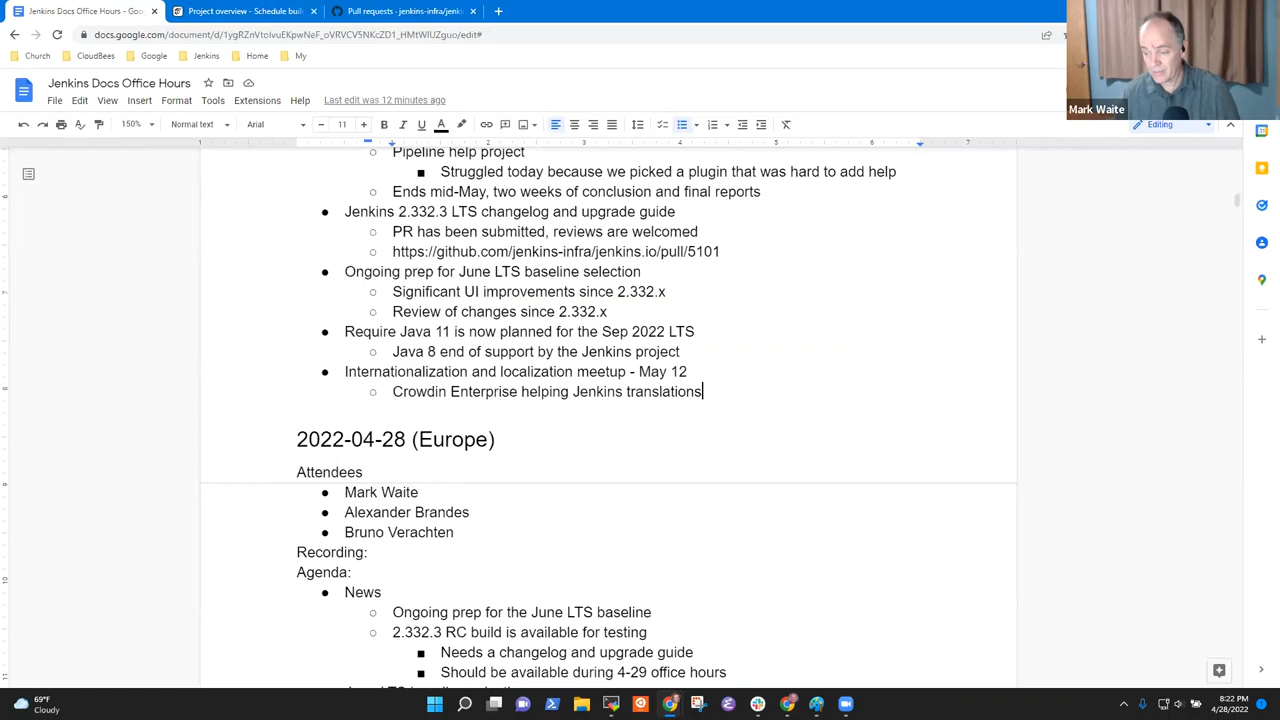 Jenkins Docs Office Hours - Goo
Project overview - Schedule buil
Pull requests · jenkins-infra/jenk
docs.google.com/document/d/
Church
CloudBees
Google
Jenkins
Home
My
Jenkins Docs Office Hours
File Edit View Insert Format Tools Extensions Help Last edit was 12 minutes ago
150% Normal text Arial 11 Editing
Mark Waite
Pipeline help project
Struggled today because we picked a plugin that was hard to add help
Ends mid-May, two weeks of conclusion and final reports
Jenkins 2.332.3 LTS changelog and upgrade guide
PR has been submitted, reviews are welcomed
https://github.com/jenkins-infra/jenkins.io/pull/5101
Ongoing prep for June LTS baseline selection
Significant UI improvements since 2.332.x
Review of changes since 2.332.x
Require Java 11 is now planned for the Sep 2022 LTS
Java 8 end of support by the Jenkins project
Internationalization and localization meetup - May 12
Crowdin Enterprise helping Jenkins translations
2022-04-28 (Europe)
Attendees
Mark Waite
Alexander Brandes
Bruno Verachten
Recording:
Agenda:
News
Ongoing prep for the June LTS baseline
2.332.3 RC build is available for testing
Needs a changelog and upgrade guide
Should be available during 4-29 office hours
69°F
Cloudy
8:22 PM
4/28/2022